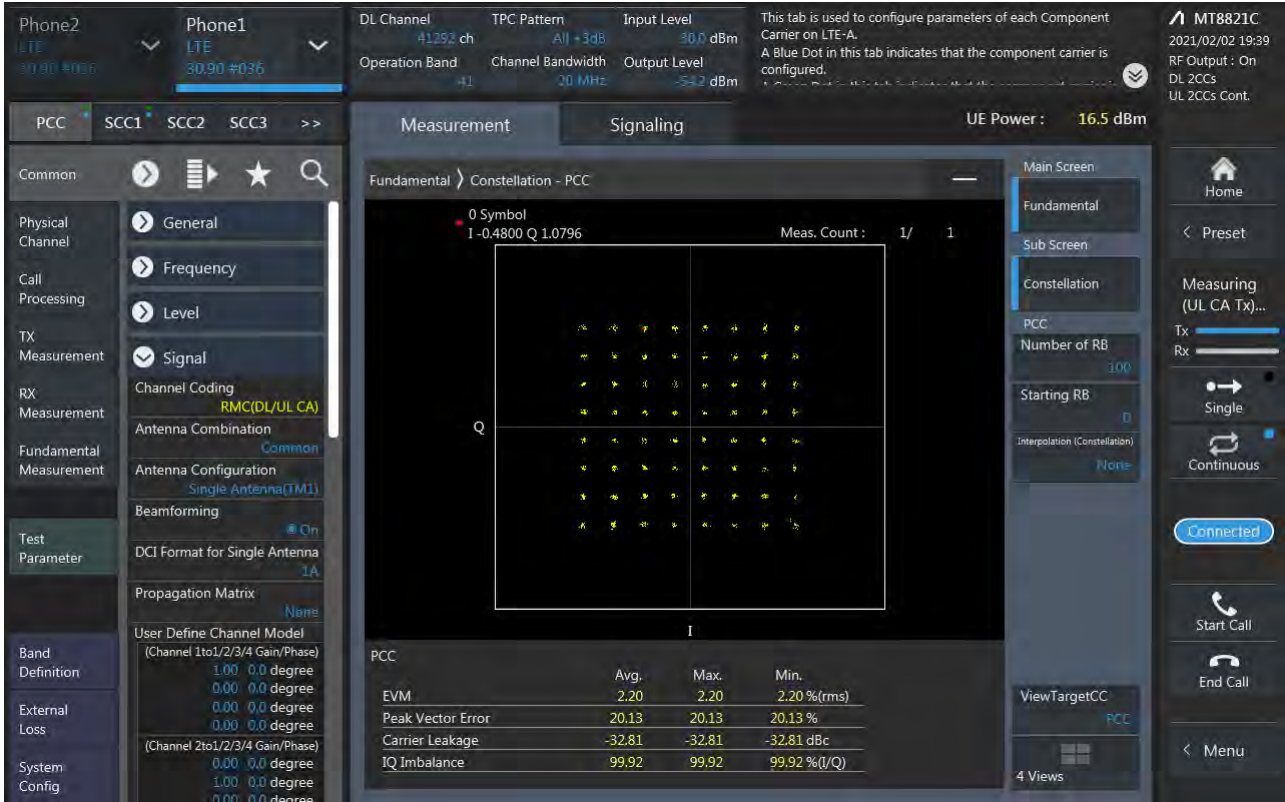 Phone2
LTE
30.90 #036
Phone1
LTE
30.90 #036
DL Channel
41292 ch
Operation Band
41
TPC Pattern
All +3dB
Channel Bandwidth
20 MHz
Input Level
30.0 dBm
Output Level
-54.2 dBm
This tab is used to configure parameters of each Component
Carrier on LTE-A.
A Blue Dot in this tab indicates that the component carrier is
configured.
MT8821C
2021/02/02 19:39
RF Output : On
DL 2CCs
UL 2CCs Cont.
PCC SCC1 SCC2 SCC3 >>
Measurement
Signaling
UE Power : 16.5 dBm
Common
Physical
Channel
Call
Processing
TX
Measurement
RX
Measurement
Fundamental
Measurement
Test
Parameter
Band
Definition
External
Loss
System
Config
General
Frequency
Level
Signal
Channel Coding
RMC(DL/UL CA)
Antenna Combination
Common
Antenna Configuration
Single Antenna(TM1)
Beamforming
On
DCI Format for Single Antenna
1A
Propagation Matrix
None
User Define Channel Model
(Channel 1to1/2/3/4 Gain/Phase)
1.00 0.0 degree
0.00 0.0 degree
0.00 0.0 degree
0.00 0.0 degree
(Channel 2to1/2/3/4 Gain/Phase)
0.00 0.0 degree
1.00 0.0 degree
0.00 0.0 degree
Fundamental Constellation - PCC
0 Symbol
I -0.4800 Q 1.0796
Meas. Count : 1/ 1
Q
I
PCC
Avg. Max. Min.
EVM 2.20 2.20 2.20 %(rms)
Peak Vector Error 20.13 20.13 20.13 %
Carrier Leakage -32.81 -32.81 -32.81 dBc
IQ Imbalance 99.92 99.92 99.92 %(I/Q)
Main Screen
Fundamental
Sub Screen
Constellation
PCC
Number of RB
100
Starting RB
0
Interpolation (Constellation)
None
ViewTargetCC
PCC
4 Views
Home
< Preset
Measuring
(UL CA Tx)...
Tx
Rx
Single
Continuous
Connected
Start Call
End Call
< Menu